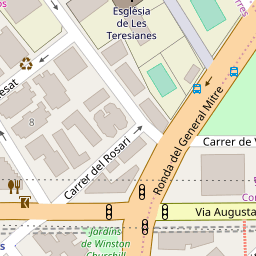 Església
de Les
Teresianes
8
Ronda del General Mitre
Carrer del Rosari
Carrer de
Via Augusta
Jardins
de Winston
Churchill